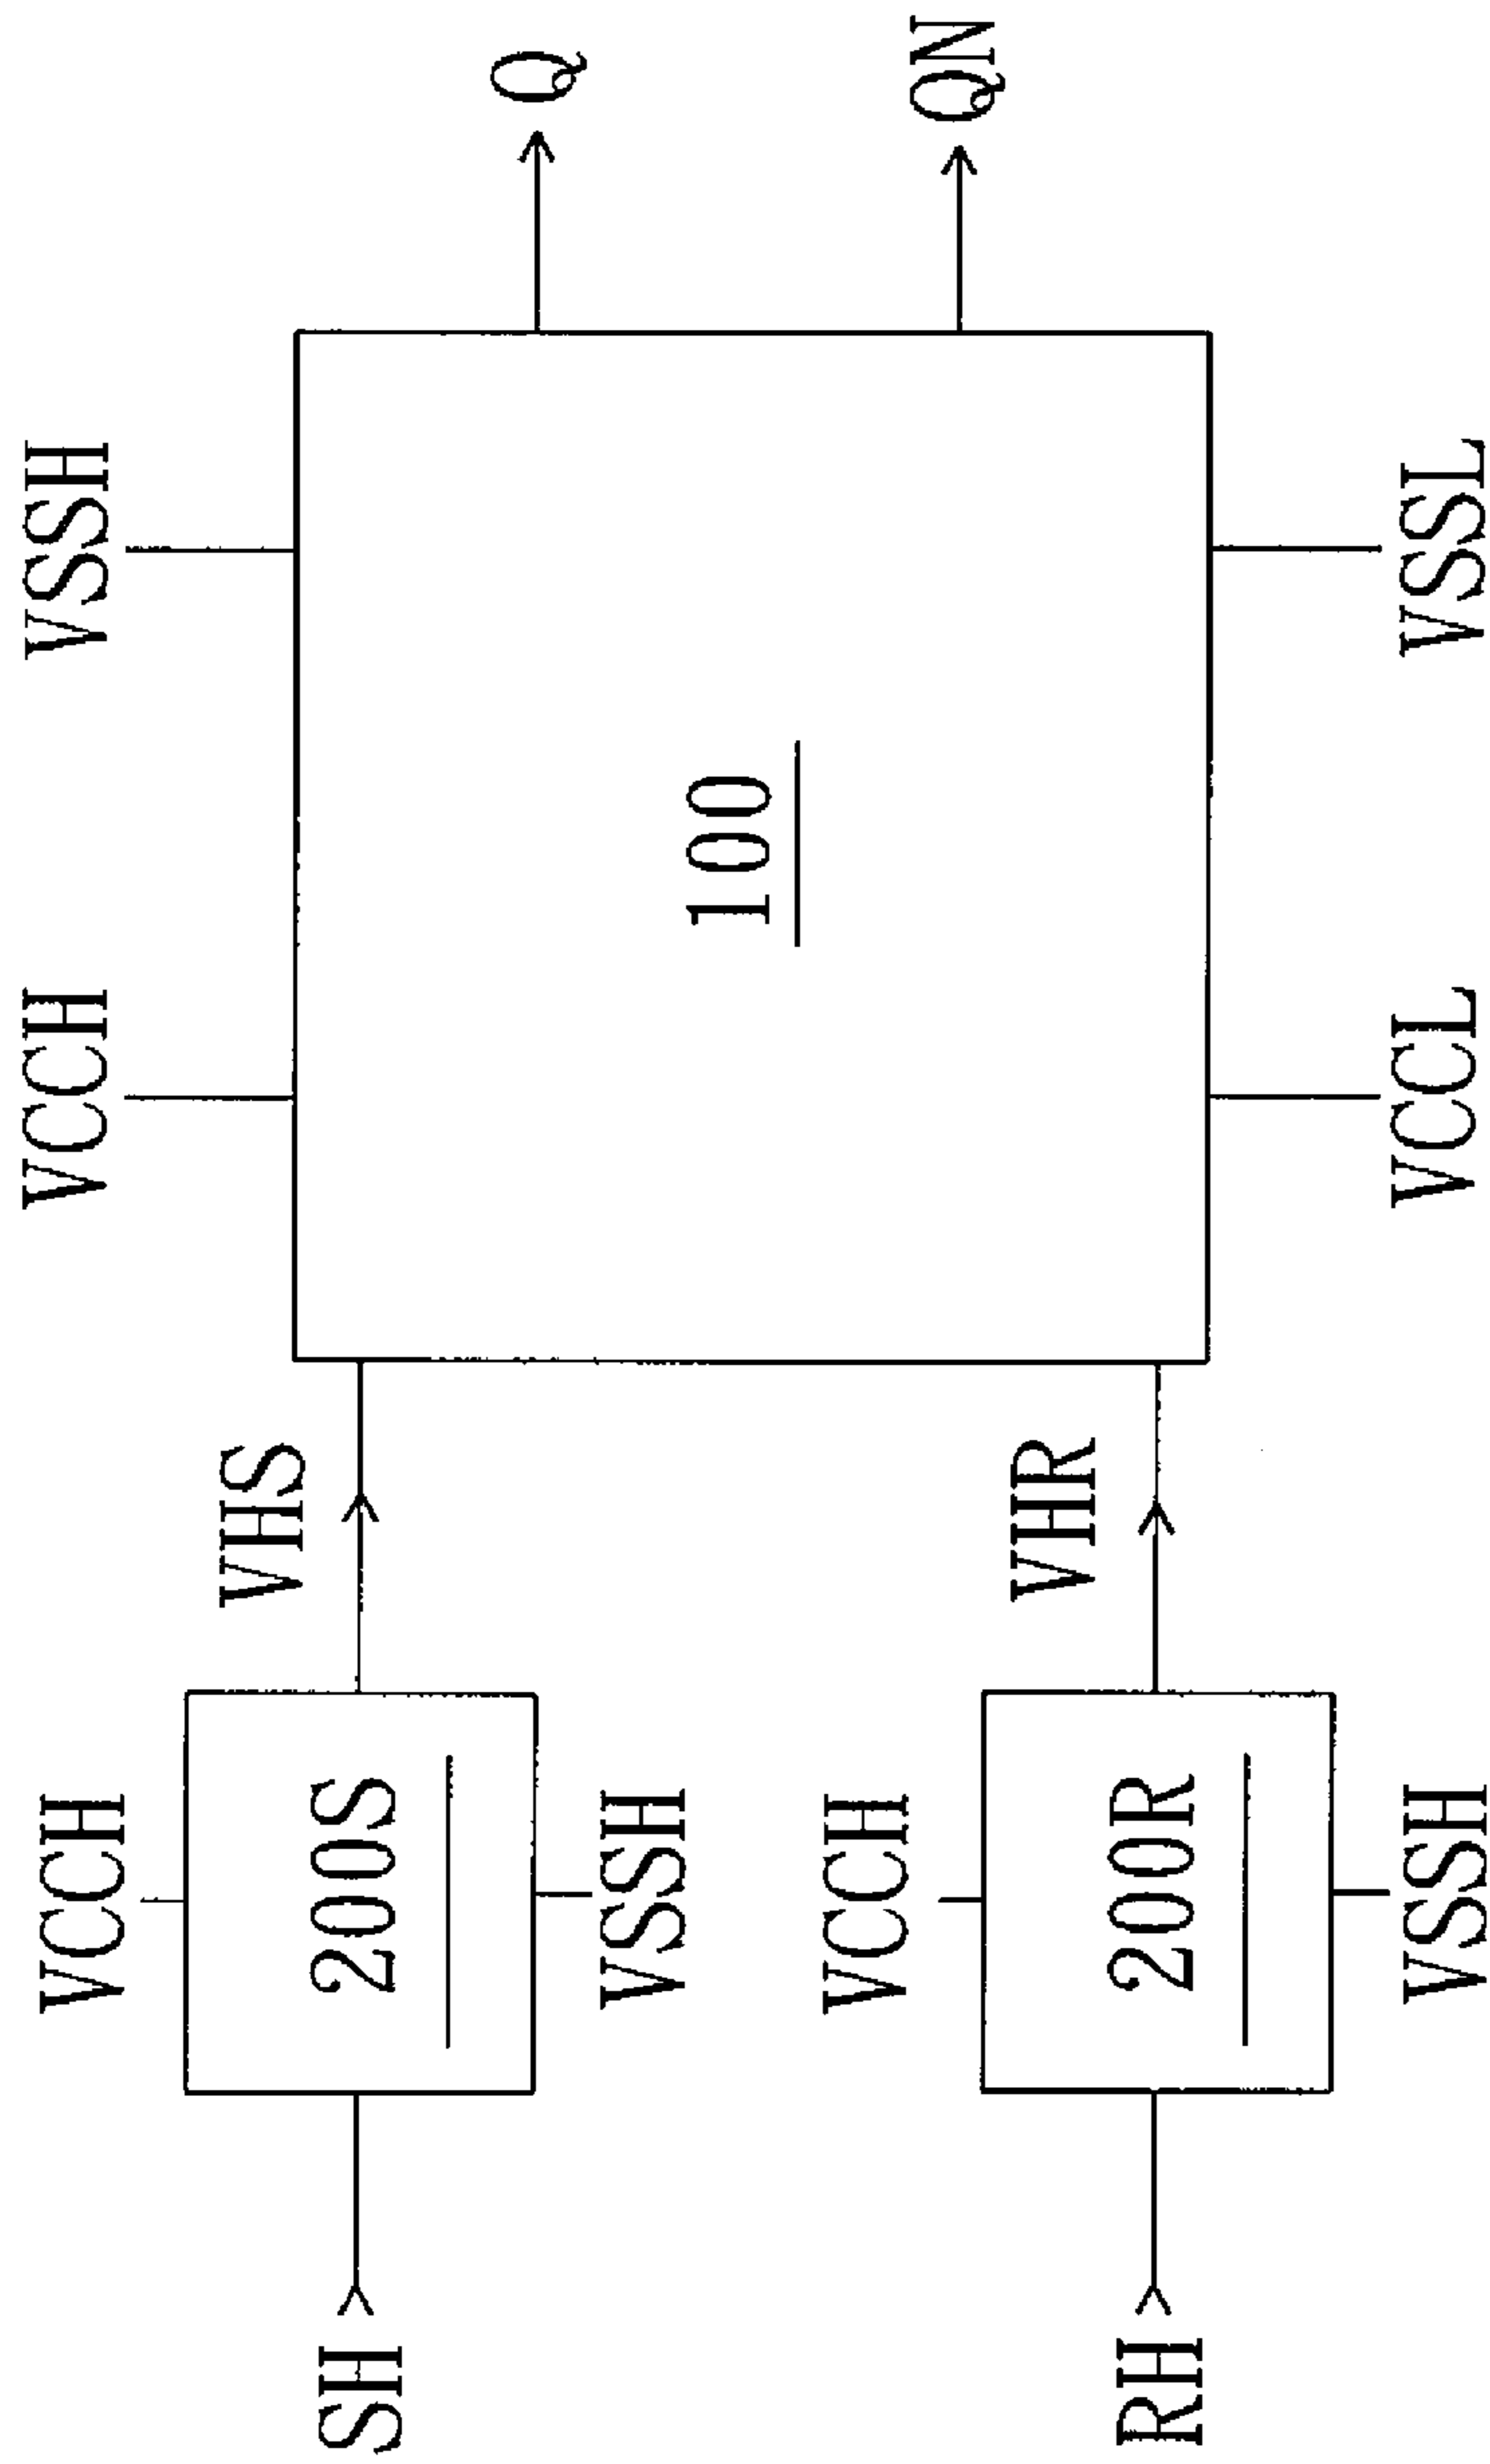 VCCH
VSSH
VCCH
SH
200S
VHS
VSSH
Q
100
VCCH
RH
200R
VHR
QN
VSSH
VCCL
VSSL